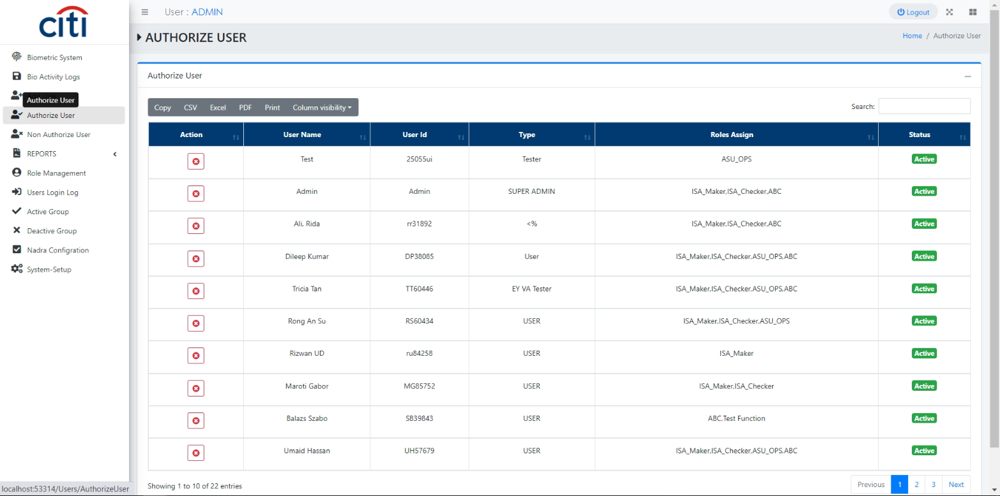 citi
User : ADMIN
Logout
AUTHORIZE USER
Home / Authorize User
Biometric System
Bio Activity Logs
Authorize User
Authorize User
Non Authorize User
REPORTS
Role Management
Users Login Log
Active Group
Deactive Group
Nadra Configration
System-Setup
Authorize User
Copy CSV Excel PDF Print Column visibility
Search:
Action User Name User Id Type Roles Assign Status
Test 25055ui Tester ASU_OPS Active
Admin Admin SUPER ADMIN ISA_Maker,ISA_Checker,ABC Active
Ali, Rida rr31892 <% ISA_Maker,ISA_Checker,ABC Active
Dileep Kumar DP38085 User ISA_Maker,ISA_Checker,ASU_OPS,ABC Active
Tricia Tan TT60446 EY VA Tester ISA_Maker,ISA_Checker,ASU_OPS,ABC Active
Rong An Su RS60434 USER ISA_Maker,ISA_Checker,ASU_OPS Active
Rizwan UD ru84258 USER ISA_Maker Active
Maroti Gabor MG85752 USER ISA_Maker,ISA_Checker Active
Balazs Szabo SB39843 USER ABC,Test Function Active
Umaid Hassan UH57679 USER ISA_Maker,ISA_Checker,ASU_OPS,ABC Active
Showing 1 to 10 of 22 entries
Previous 1 2 3 Next
localhost:53314/Users/AuthorizeUser